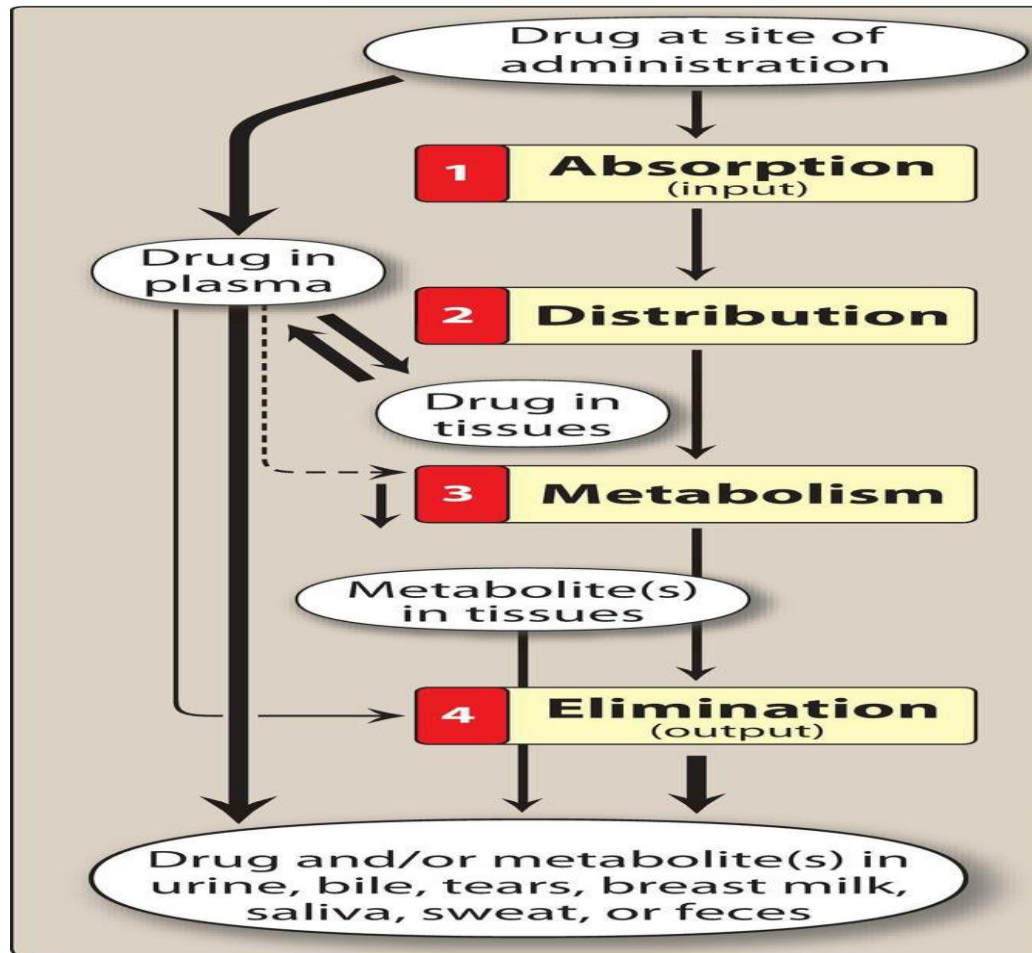 Drug at site of
administration
1
Absorption
(input)
Drug in
plasma
2
Distribution
Drug in
tissues
3
Metabolism
Metabolite(s)
in tissues
4
Elimination
(output)
Drug and/or metabolite(s) in
urine, bile, tears, breast milk,
saliva, sweat, or feces